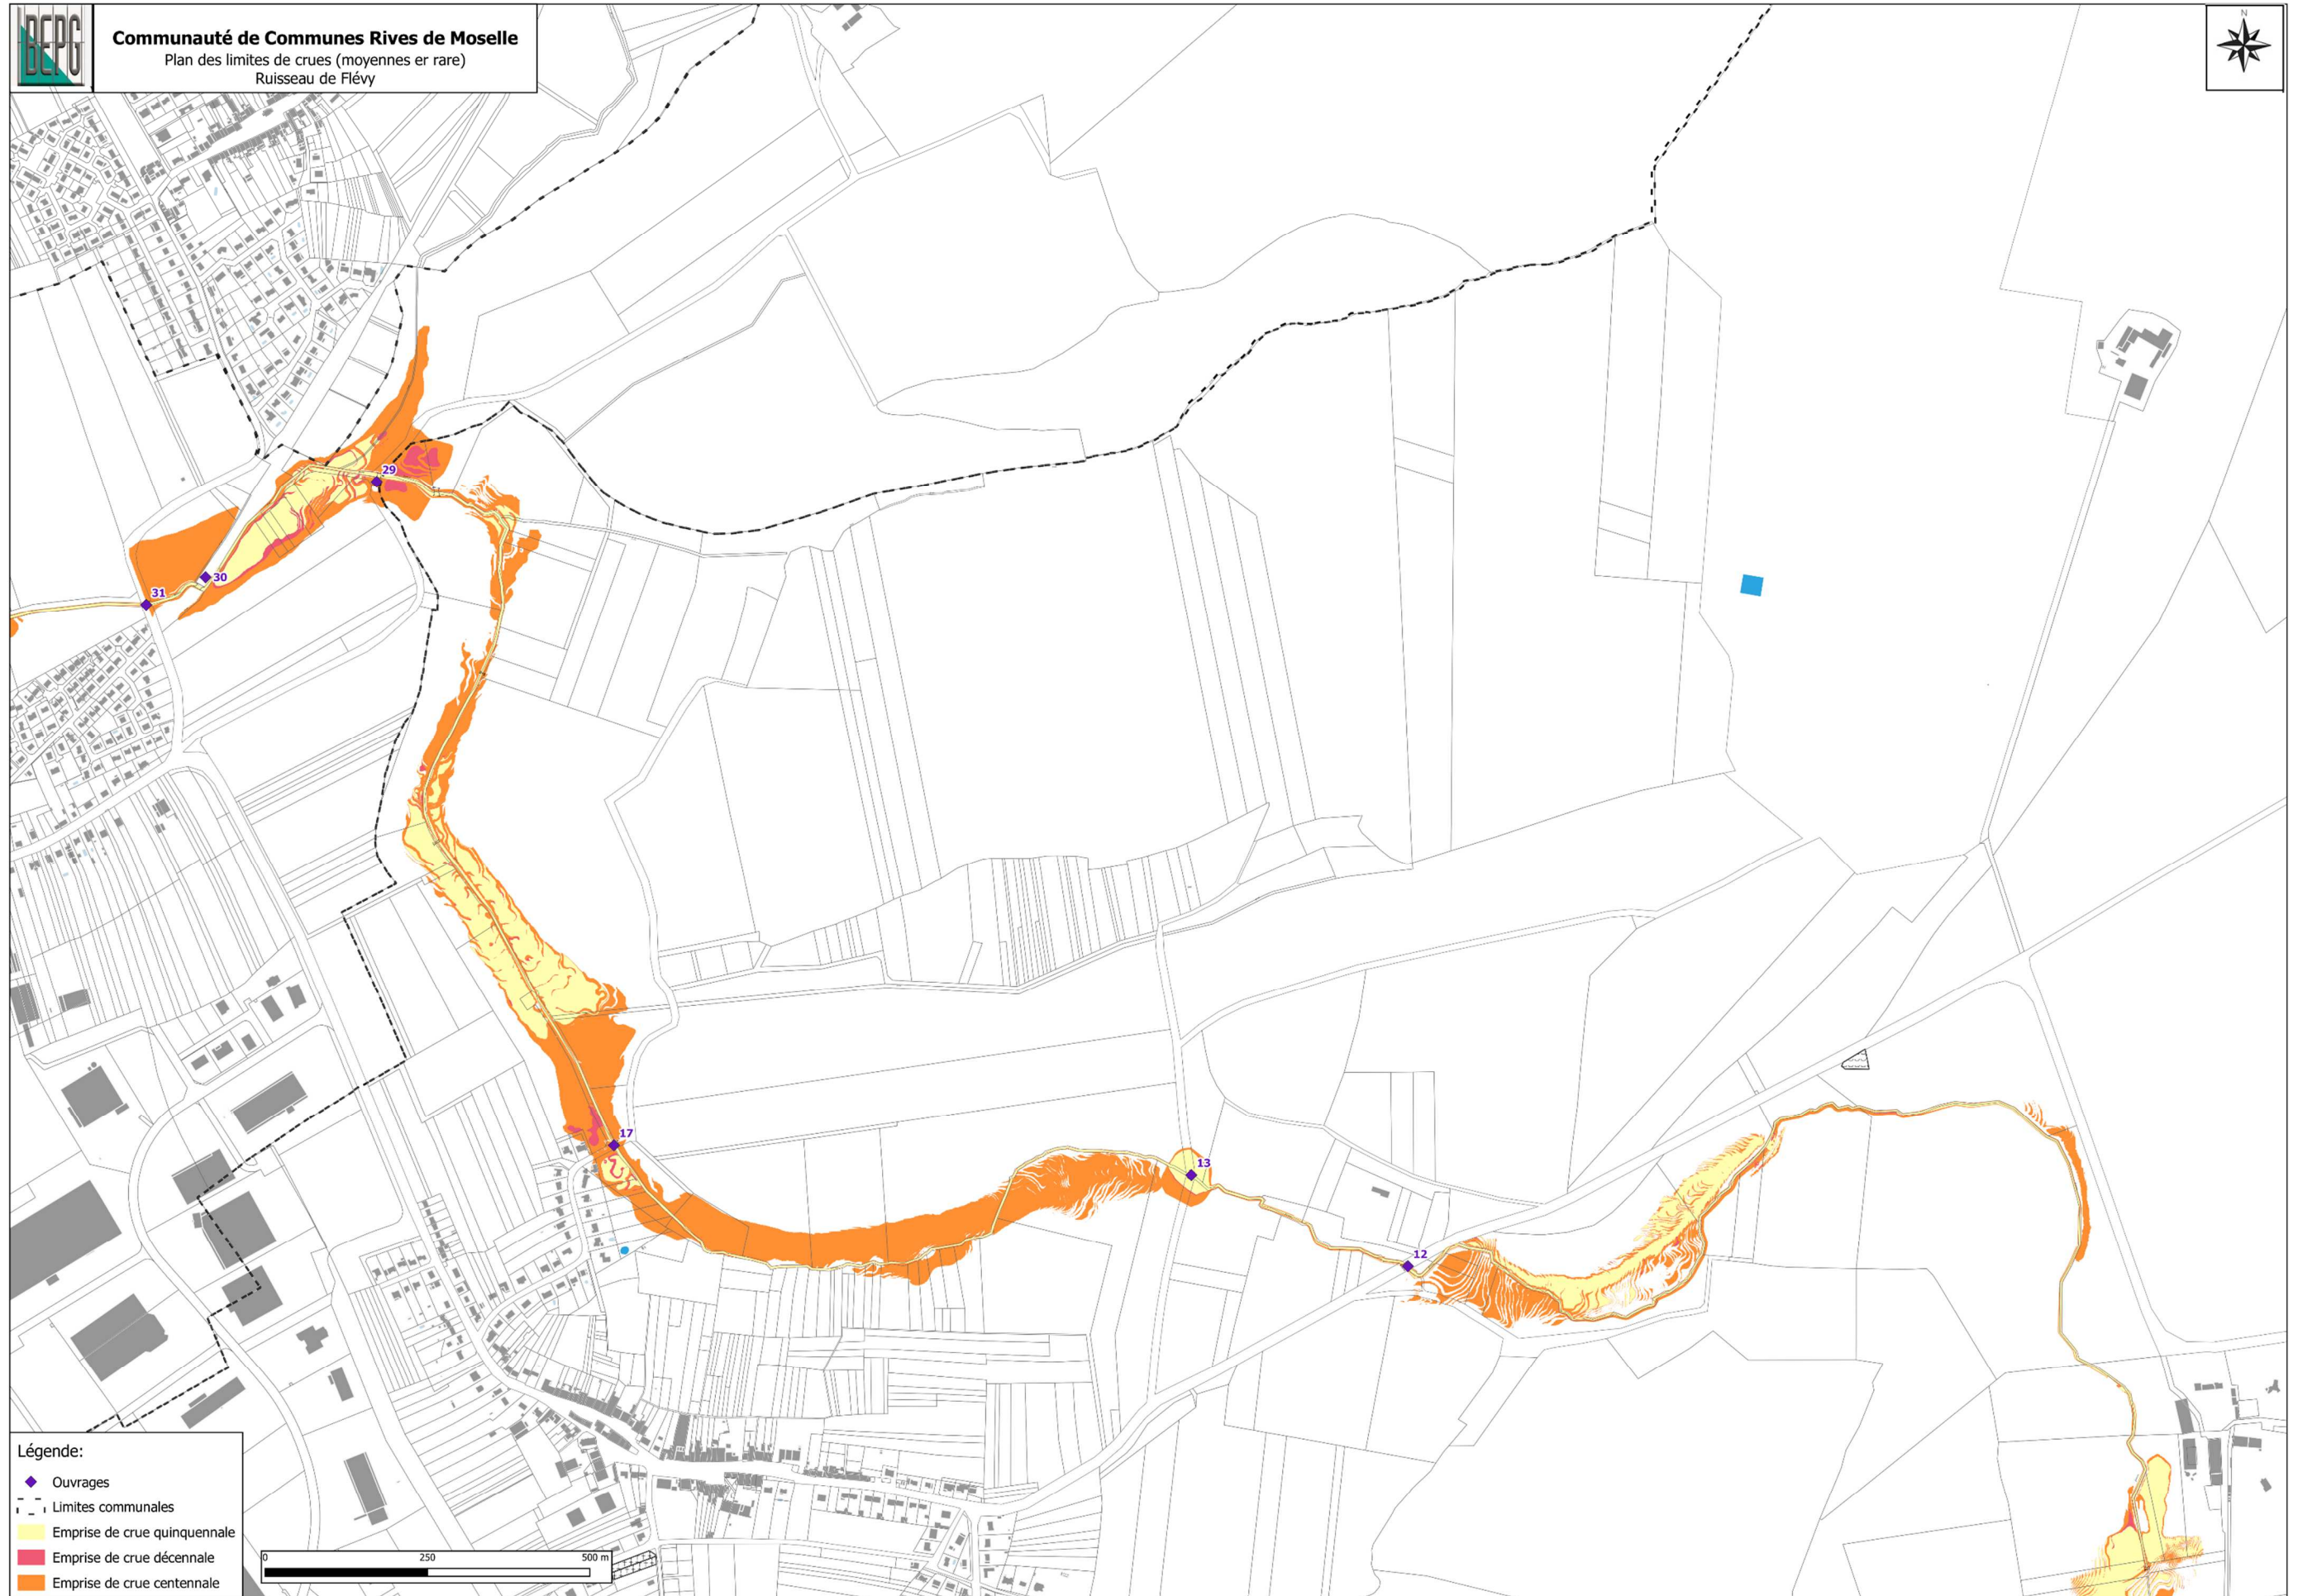 BEPG
Communauté de Communes Rives de Moselle
Plan des limites de crues (moyennes er rare)
Ruisseau de Flévy
N
29
30
31
17
13
12
Légende:
Ouvrages
Limites communales
Emprise de crue quinquennale
Emprise de crue décennale
Emprise de crue centennale
0 250 500 m